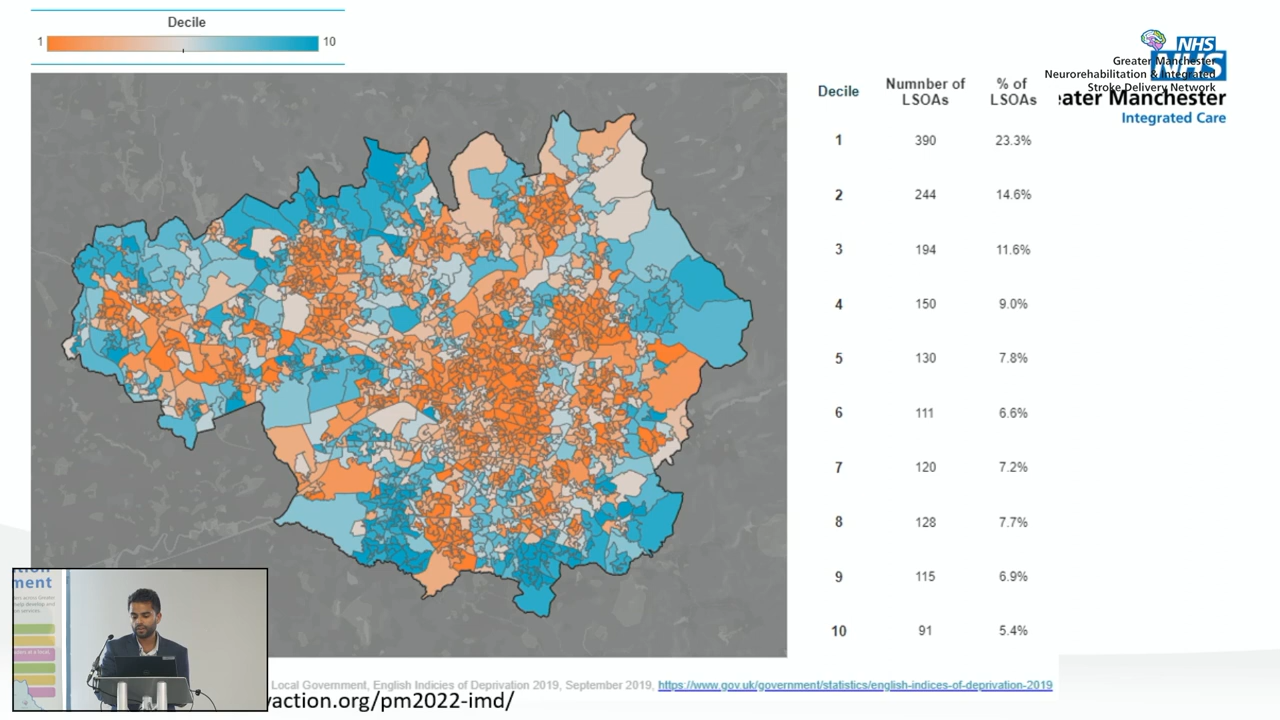 Decile
1 10
NHS
NHS
Greater Manchester
Neurorehabilitation & Integrated
Stroke Delivery Network
eater Manchester
Integrated Care
Decile Numnber of LSOAs % of LSOAs
1 390 23.3%
2 244 14.6%
3 194 11.6%
4 150 9.0%
5 130 7.8%
6 111 6.6%
7 120 7.2%
8 128 7.7%
9 115 6.9%
10 91 5.4%
ment
Local Government, English Indicies of Deprivation 2019, September 2019, https://www.gov.uk/government/statistics/english-indices-of-deprivation-2019
vaction.org/pm2022-imd/